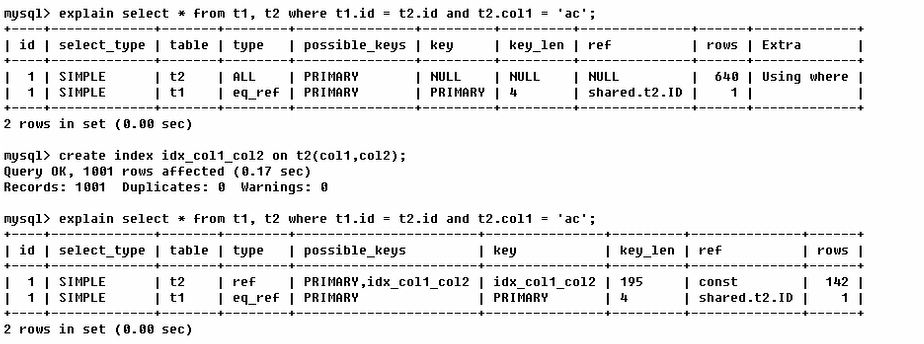 mysql> explain select * from t1, t2 where t1.id = t2.id and t2.col1 = 'ac';
+----+-------------+-------+--------+---------------+---------+---------+--------------+------+-------------+
| id | select_type | table | type | possible_keys | key | key_len | ref | rows | Extra |
+----+-------------+-------+--------+---------------+---------+---------+--------------+------+-------------+
| 1 | SIMPLE | t2 | ALL | PRIMARY | NULL | NULL | NULL | 640 | Using where |
| 1 | SIMPLE | t1 | eq_ref | PRIMARY | PRIMARY | 4 | shared.t2.ID | 1 | |
+----+-------------+-------+--------+---------------+---------+---------+--------------+------+-------------+
2 rows in set (0.00 sec)
mysql> create index idx_col1_col2 on t2(col1,col2);
Query OK, 1001 rows affected (0.17 sec)
Records: 1001 Duplicates: 0 Warnings: 0
mysql> explain select * from t1, t2 where t1.id = t2.id and t2.col1 = 'ac';
+----+-------------+-------+--------+-----------------------+---------------+---------+--------------+------+
| id | select_type | table | type | possible_keys | key | key_len | ref | rows |
+----+-------------+-------+--------+-----------------------+---------------+---------+--------------+------+
| 1 | SIMPLE | t2 | ref | PRIMARY,idx_col1_col2 | idx_col1_col2 | 195 | const | 142 |
| 1 | SIMPLE | t1 | eq_ref | PRIMARY | PRIMARY | 4 | shared.t2.ID | 1 |
+----+-------------+-------+--------+-----------------------+---------------+---------+--------------+------+
2 rows in set (0.00 sec)